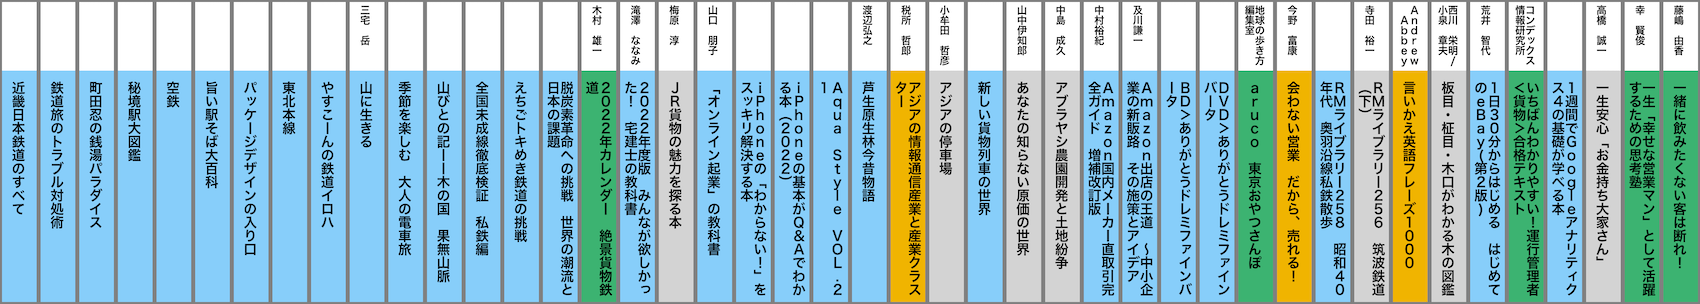 藤嶋 由香
一緒に飲みたくない客は断れ!
幸 賢俊
一生「幸せな営業マン」として活躍
するための思考塾
高橋 誠一
一生安心「お金持ち大家さん」
1週間でGoogleアナリティク
ス4の基礎が学べる本
コンデックス
情報研究所
いちばんわかりやすい!運行管理者
<貨物>合格テキスト
荒井 智代
1日30分からはじめる はじめて
のeBay(第2版)
西川 栄明/
小泉 章夫
板目・柾目・木口がわかる木の図鑑
Andrew
Abbey
言いかえ英語フレーズ1000
寺田 裕一
RMライブラリー256 筑波鉄道
(下)
RMライブラリー258 昭和40
年代 奥羽沿線私鉄散歩
今野 富康
会わない営業 だから、売れる!
地球の歩き方
編集室
aruco 東京おやつさんぽ
DVD>ありがとうドレミファイン
バータ
BD>ありがとうドレミファインバ
ータ
及川謙一
Amazon出店の王道 ~中小企
業の新販路 その施策とアイデア
中村裕紀
Amazon国内メーカー直取引完
全ガイド 増補改訂版
中島 成久
アブラヤシ農園開発と土地紛争
山中伊知郎
あなたの知らない原価の世界
新しい貨物列車の世界
小牟田 哲彦
アジアの停車場
税所 哲郎
アジアの情報通信産業と産業クラス
ター
渡辺弘之
芦生原生林今昔物語
Aqua Style VOL.2
1
iPhoneの基本がQ&Aでわか
る本(2022)
iPhoneの「わからない!」を
スッキリ解決する本
山口 朋子
「オンライン起業」の教科書
梅原 淳
JR貨物の魅力を探る本
滝澤 ななみ
2022年度版 みんなが欲しかっ
た! 宅建士の教科書
木村 雄一
2022年カレンダー 絶景貨物鉄
道
脱炭素革命への挑戦 世界の潮流と
日本の課題
えちごトキめき鉄道の挑戦
全国未成線徹底検証 私鉄編
山びとの記ーー木の国 果無山脈
季節を楽しむ 大人の電車旅
三宅 岳
山に生きる
やすこーんの鉄道イロハ
東北本線
パッケージデザインの入り口
旨い駅そば大百科
空鉄
秘境駅大図鑑
町田忍の銭湯パラダイス
鉄道旅のトラブル対処術
近畿日本鉄道のすべて